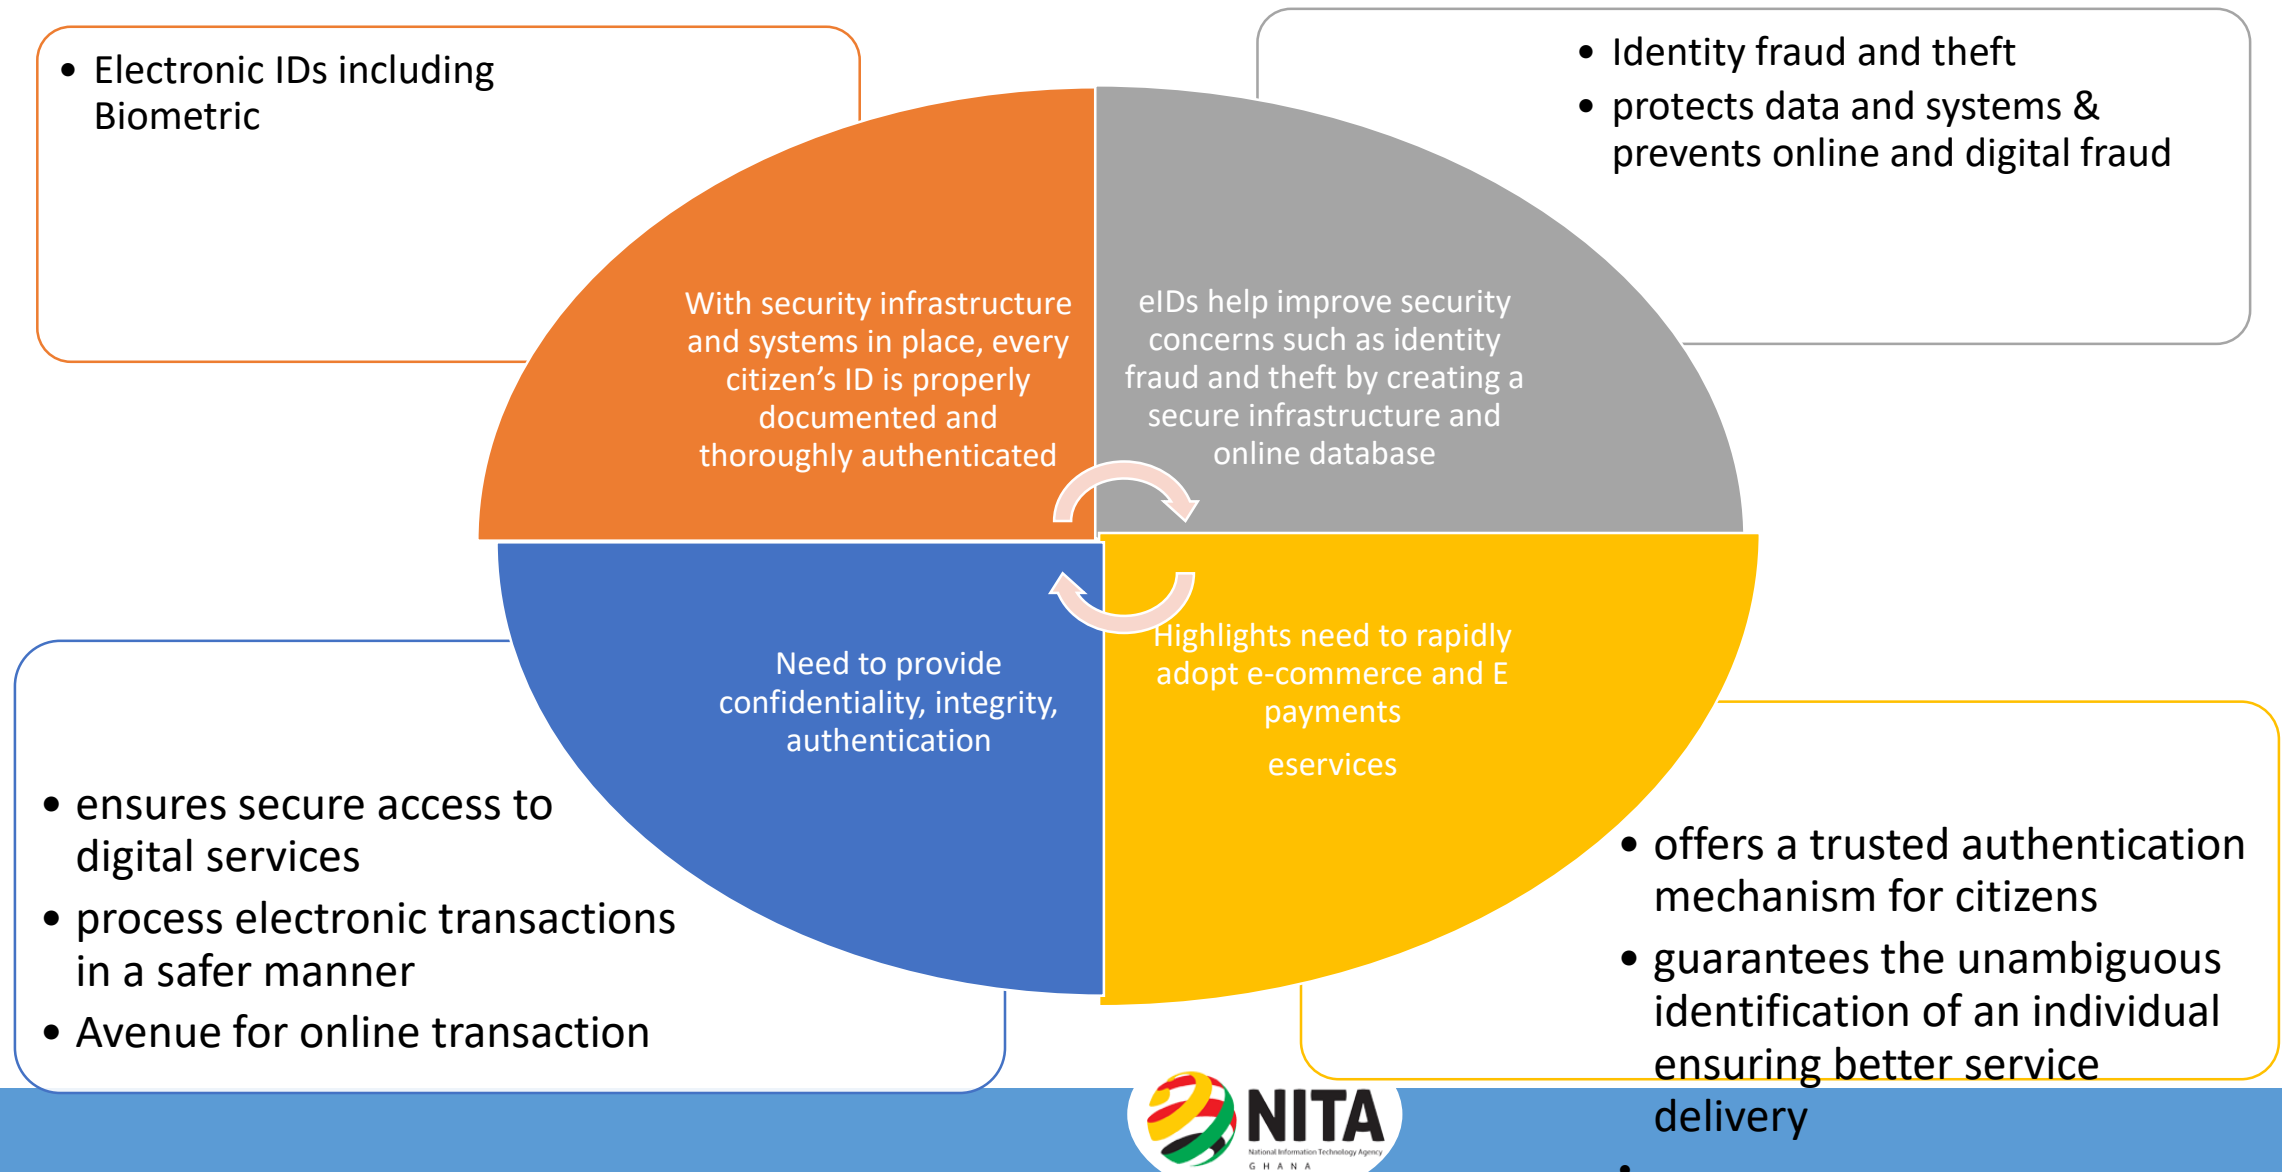 • Electronic IDs including
Biometric
• Identity fraud and theft
• protects data and systems &
prevents online and digital fraud
With security infrastructure
and systems in place, every
citizen’s ID is properly
documented and
thoroughly authenticated
eIDs help improve security
concerns such as identity
fraud and theft by creating a
secure infrastructure and
online database
Need to provide
confidentiality, integrity,
authentication
Highlights need to rapidly
adopt e-commerce and E
payments
eservices
• ensures secure access to
digital services
• process electronic transactions
in a safer manner
• Avenue for online transaction
• offers a trusted authentication
mechanism for citizens
• guarantees the unambiguous
identification of an individual
ensuring better service
delivery
•
NITA
National Information Technology Agency
GHANA